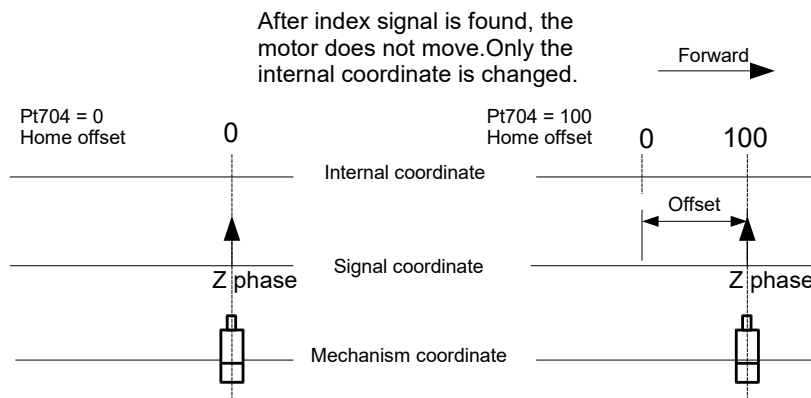 After index signal is found, the
motor does not move.Only the
internal coordinate is changed.
Forward
Pt704 = 0
Home offset
0
Pt704 = 100
Home offset
0
100
Internal coordinate
Offset
Signal coordinate
Z phase
Z phase
Mechanism coordinate